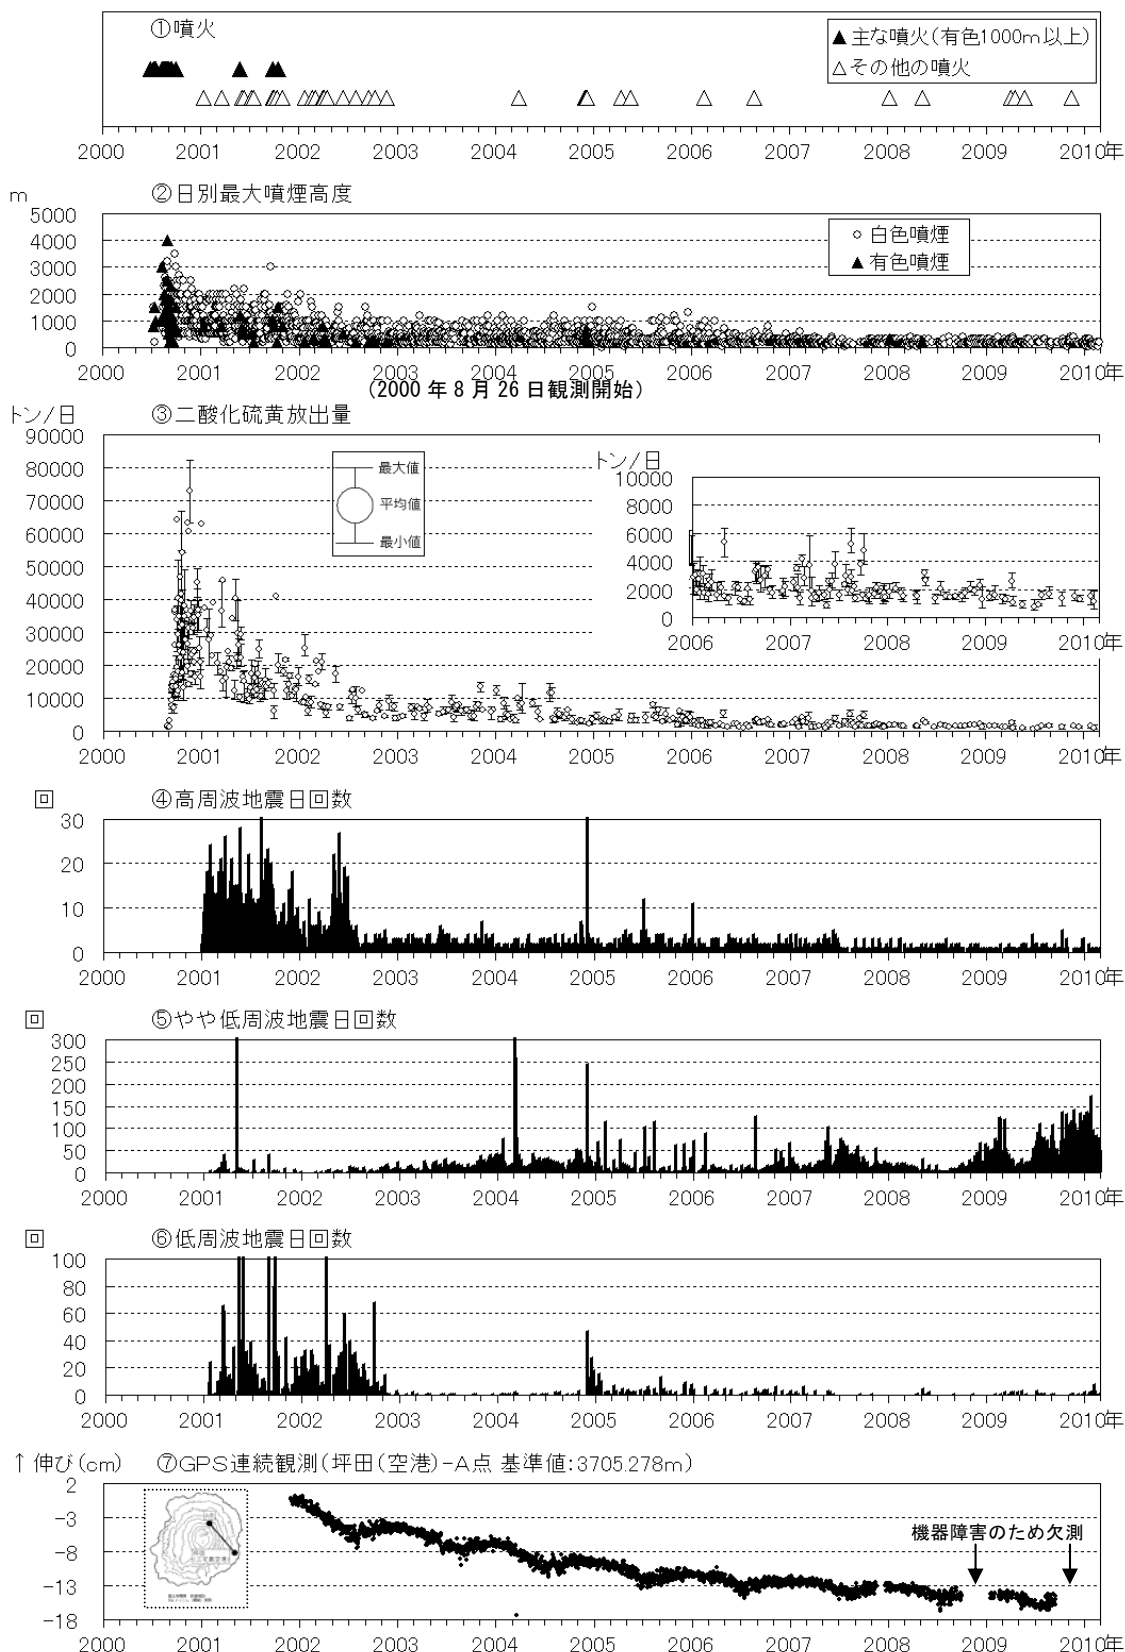 ①噴火
▲主な噴火(有色1000m以上)
△その他の噴火
2000 2001 2002 2003 2004 2005 2006 2007 2008 2009 2010年
m ②日別最大噴煙高度
5000
4000
3000
2000
1000
0
○ 白色噴煙
▲ 有色噴煙
2000 2001 2002 2003 2004 2005 2006 2007 2008 2009 2010年
(2000年8月26日観測開始)
トン/日 ③二酸化硫黄放出量
90000
80000
70000
60000
50000
40000
30000
20000
10000
0
最大値
平均値
最小値
トン/日
10000
8000
6000
4000
2000
0
2006 2007 2008 2009 2010年
2000 2001 2002 2003 2004 2005 2006 2007 2008 2009 2010年
回 ④高周波地震日回数
30
20
10
0
2000 2001 2002 2003 2004 2005 2006 2007 2008 2009 2010年
回 ⑤やや低周波地震日回数
300
250
200
150
100
50
0
2000 2001 2002 2003 2004 2005 2006 2007 2008 2009 2010年
回 ⑥低周波地震日回数
100
80
60
40
20
0
2000 2001 2002 2003 2004 2005 2006 2007 2008 2009 2010年
↑伸び(cm) ⑦GPS連続観測(坪田(空港)-A点 基準値:3705.278m)
2
-3
-8
-13
-18
機器障害のため欠測
2000 2001 2002 2003 2004 2005 2006 2007 2008 2009 2010年